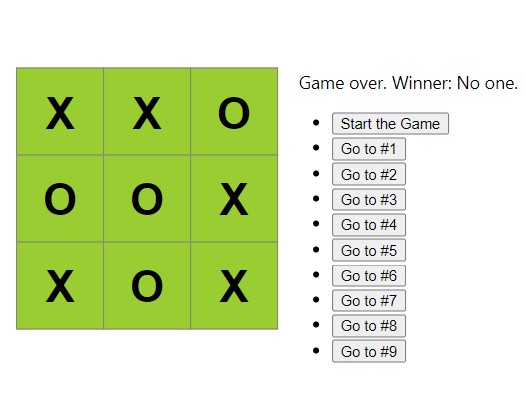 X X O
O O X
X O X
Game over. Winner: No one.
Start the Game
Go to #1
Go to #2
Go to #3
Go to #4
Go to #5
Go to #6
Go to #7
Go to #8
Go to #9